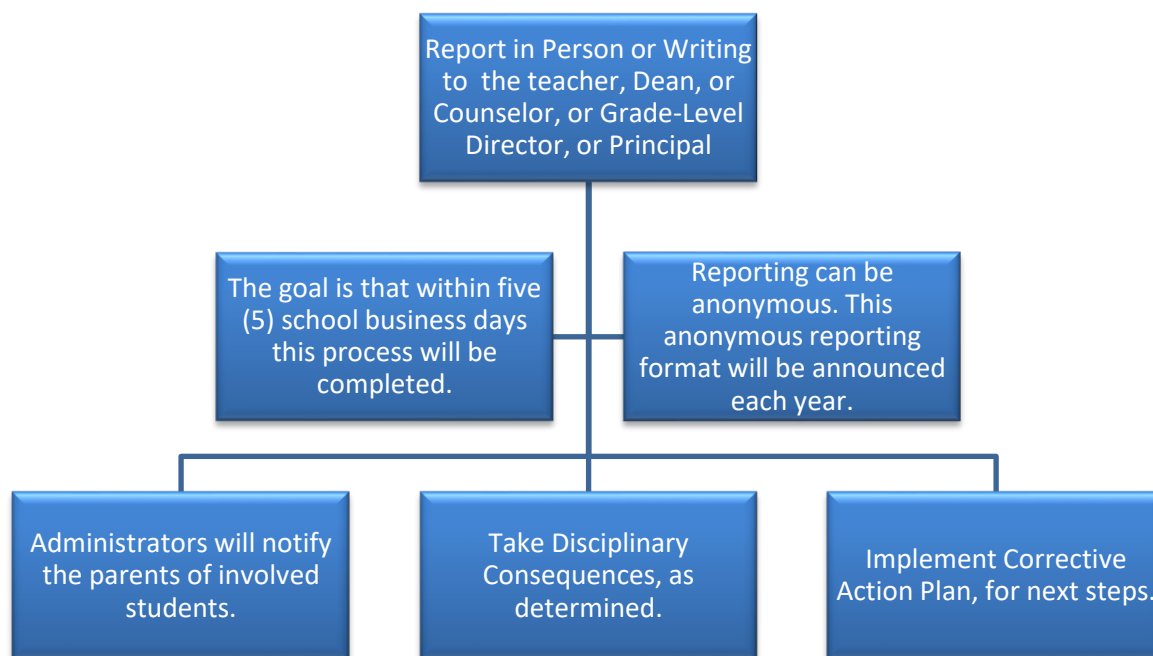 Report in Person or Writing
to  the teacher, Dean, or
Counselor, or Grade-Level
Director, or Principal
The goal is that within five
(5) school business days
this process will be
completed.
Reporting can be
anonymous. This
anonymous reporting
format will be announced
each year.
Administrators will notify
the parents of involved
students.
Take Disciplinary
Consequences, as
determined.
Implement Corrective
Action Plan, for next steps.